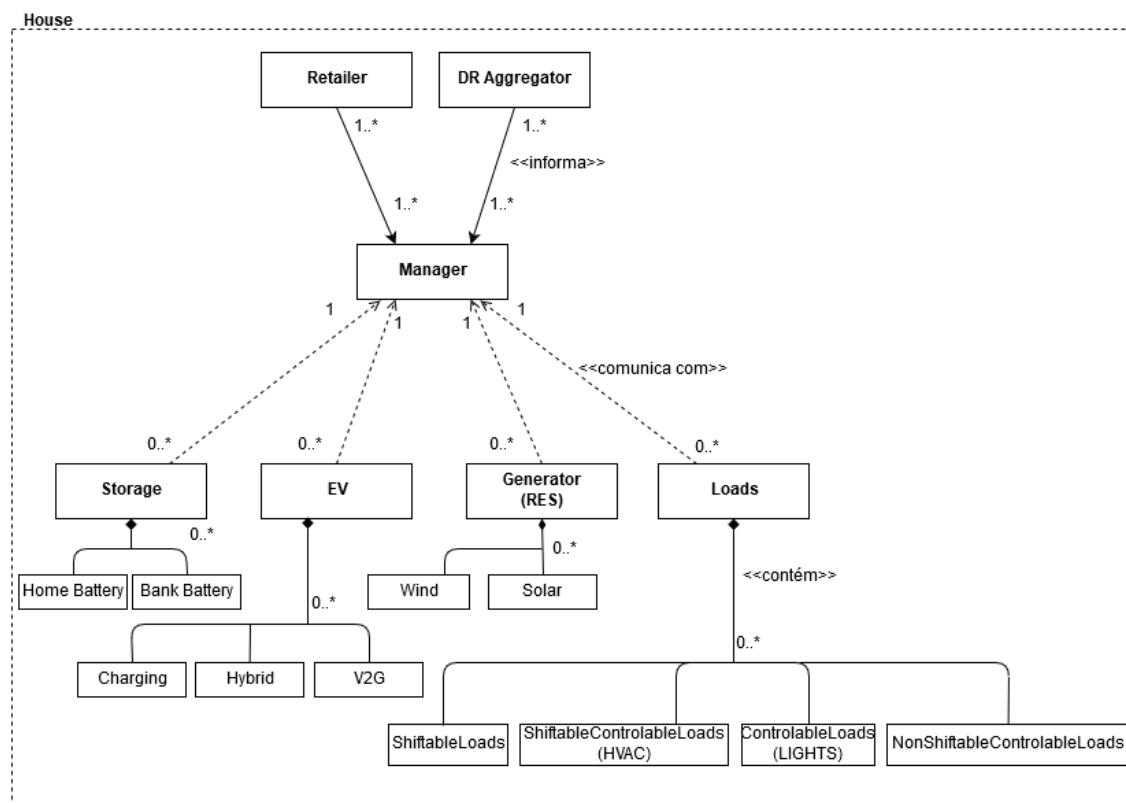 House
Retailer
DR Aggregator
1..*
1..*
<<informa>>
1..*
1..*
Manager
1
1
1
1
<<comunica com>>
0..*
0..*
0..*
0..*
Storage
EV
Generator
(RES)
Loads
0..*
0..*
Home Battery
Bank Battery
Wind
Solar
<<contém>>
0..*
0..*
Charging
Hybrid
V2G
ShiftableLoads
ShiftableControlableLoads
(HVAC)
ControlableLoads
(LIGHTS)
NonShiftableControlableLoads